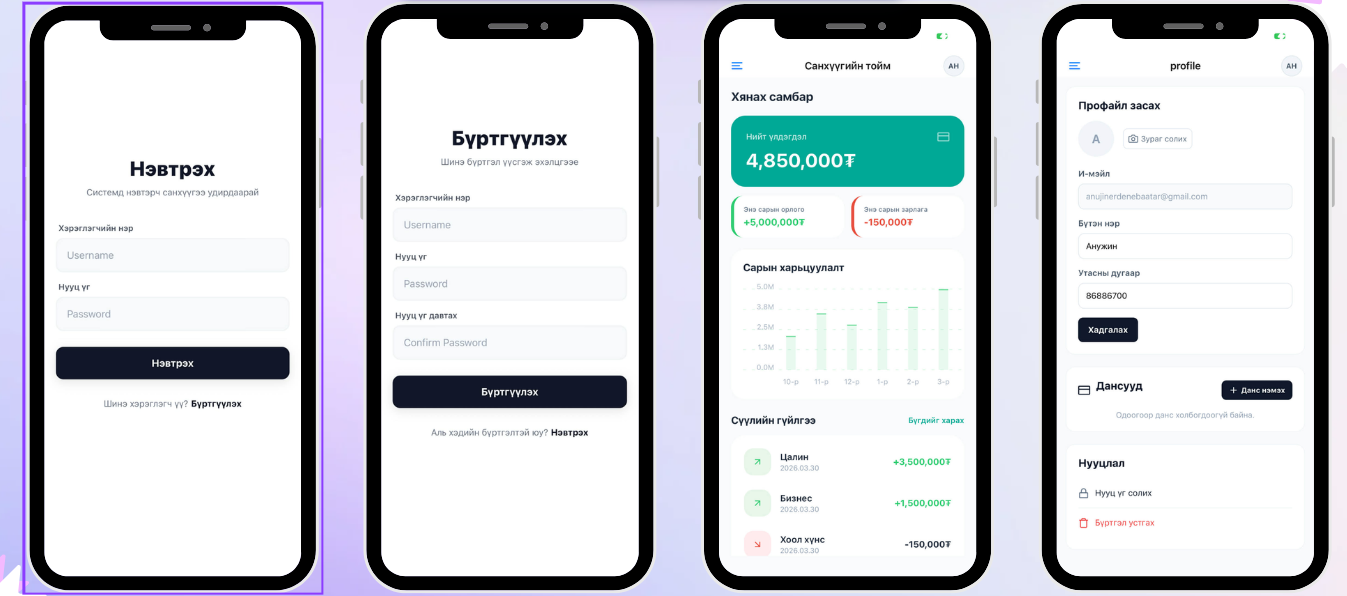 Нэвтрэх
Системд нэвтэрч санхүүгээ удирдаарай
Хэрэглэгчийн нэр
Username
Нууц үг
Password
Нэвтрэх
Шинэ хэрэглэгч үү? Бүртгүүлэх
Бүртгүүлэх
Шинэ бүртгэл үүсгэж эхэлцгээе
Хэрэглэгчийн нэр
Username
Нууц үг
Password
Нууц үг давтах
Confirm Password
Бүртгүүлэх
Аль хэдийн бүртгэлтэй юу? Нэвтрэх
Санхүүгийн тойм
АН
Хянах самбар
Нийт үлдэгдэл
4,850,000₮
Энэ сарын орлого
+5,000,000₮
Энэ сарын зарлага
-150,000₮
Сарын харьцуулалт
5.0M
3.8M
2.5M
1.3M
0.0M
10-р 11-р 12-р 1-р 2-р 3-р
Сүүлийн гүйлгээ
Бүгдийг харах
Цалин
2026.03.30
+3,500,000₮
Бизнес
2026.03.30
+1,500,000₮
Хоол хүнс
2026.03.30
-150,000₮
profile
АН
Профайл засах
А
Зураг солих
И-мэйл
anujinerdenebaatar@gmail.com
Бүтэн нэр
Анужин
Утасны дугаар
86886700
Хадгалах
Дансууд
+ Данс нэмэх
Одоогоор данс холбогдоогүй байна.
Нууцлал
Нууц үг солих
Бүртгэл устгах